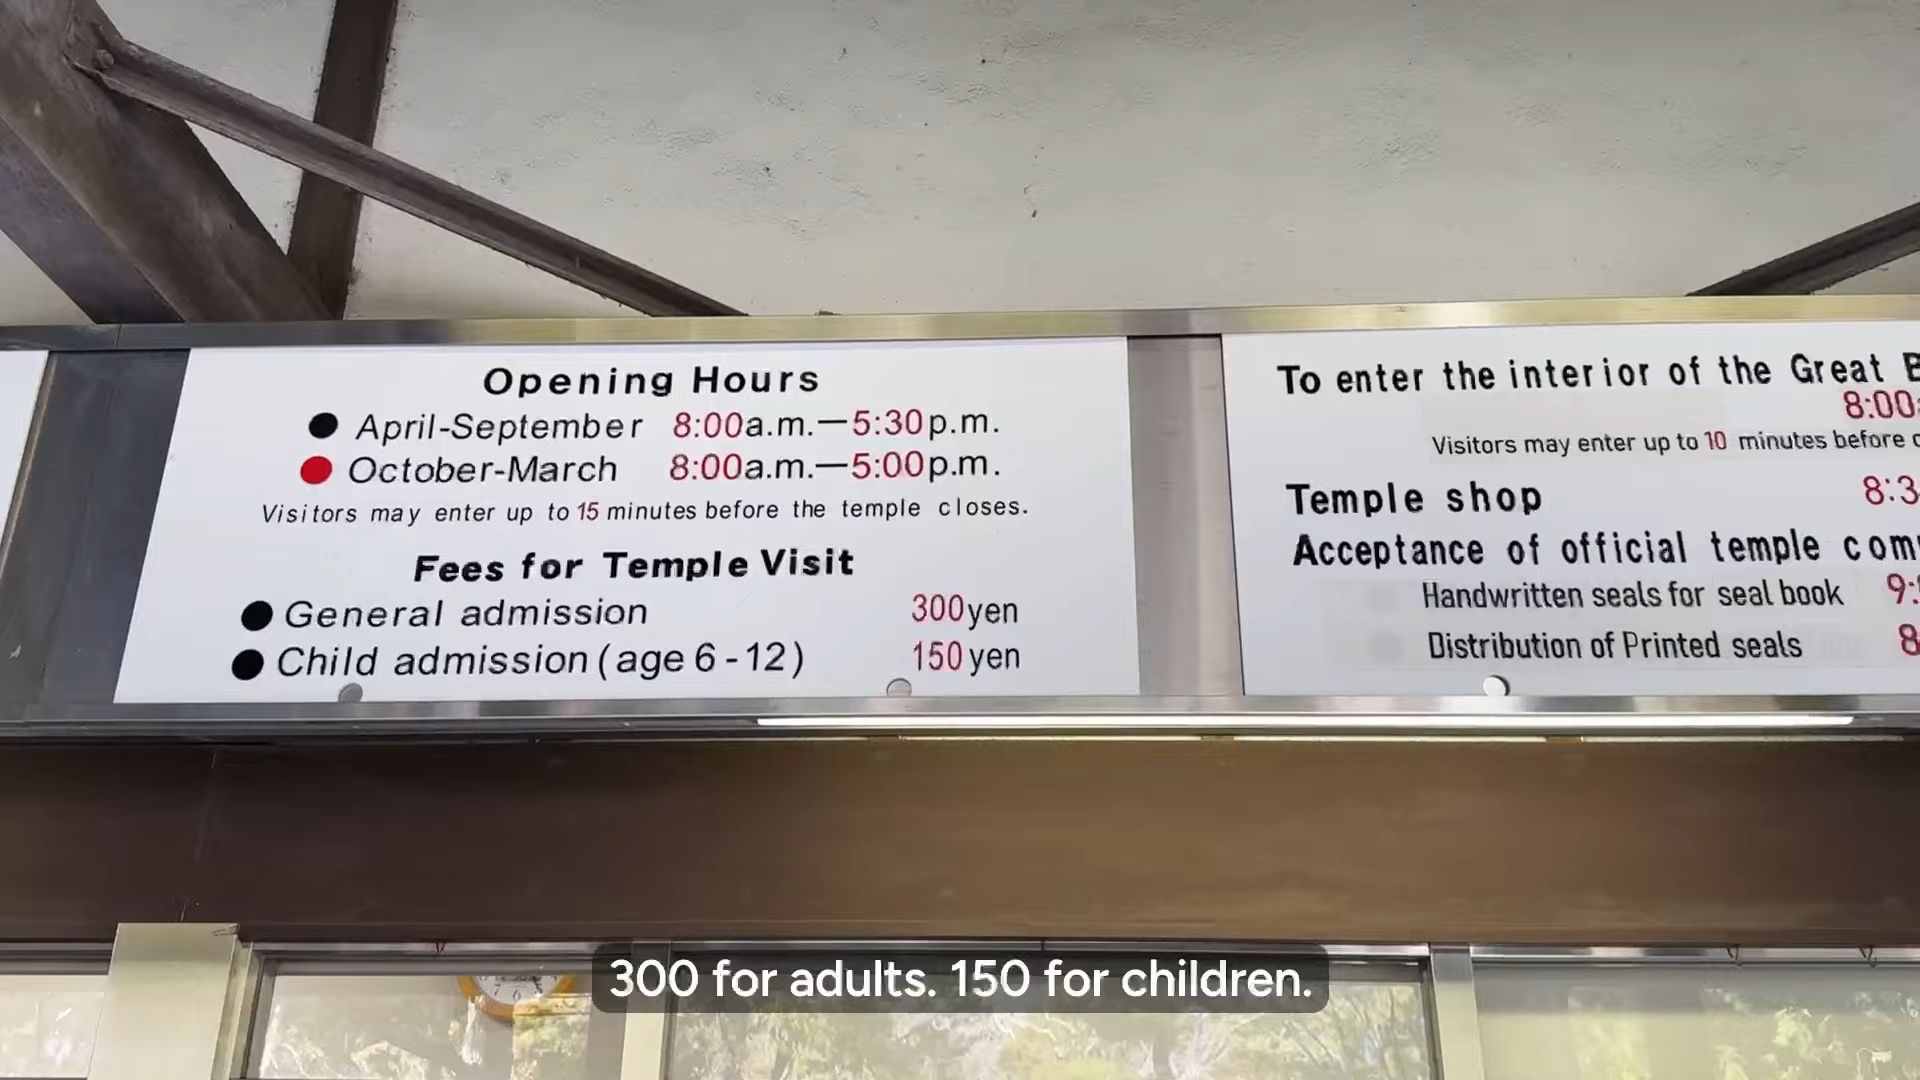 Opening Hours
April-September 8:00a.m.—5:30p.m.
October-March 8:00a.m.—5:00p.m.
Visitors may enter up to 15 minutes before the temple closes.
Fees for Temple Visit
General admission 300yen
Child admission (age 6-12) 150yen
To enter the interior of the Great
8:00
Visitors may enter up to 10 minutes before
Temple shop 8:3
Acceptance of official temple
Handwritten seals for seal book 9:
Distribution of Printed seals 8
300 for adults. 150 for children.